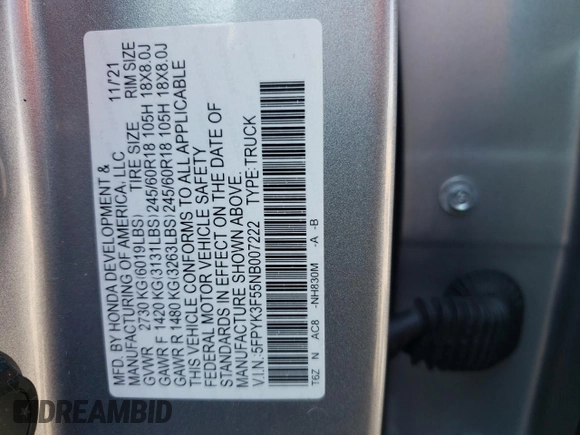 MFD. BY HONDA DEVELOPMENT &
MANUFACTURING OF AMERICA, LLC 11/21
GVWR 2730 KG(6019LBS) TIRE SIZE RIM SIZE
GAWR F 1420 KG(3131LBS)245/60R18 105H 18X8.0J
GAWR R 1480 KG(3263LBS)245/60R18 105H 18X8.0J
THIS VEHICLE CONFORMS TO ALL APPLICABLE
FEDERAL MOTOR VEHICLE SAFETY
STANDARDS IN EFFECT ON THE DATE OF
MANUFACTURE SHOWN ABOVE.
V.I.N.:5FPYK3F55NB007222 TYPE:TRUCK
T6Z N AC8 -NH830M -A -B
DREAMBID